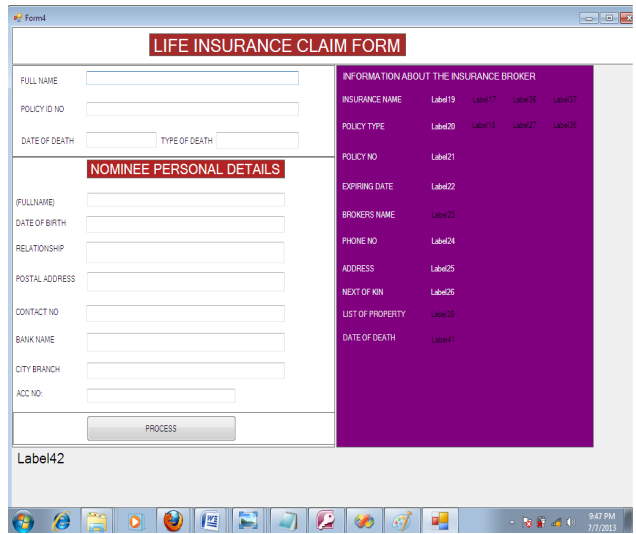 Form4
LIFE INSURANCE CLAIM FORM
FULL NAME
POLICY ID NO
DATE OF DEATH TYPE OF DEATH
NOMINEE PERSONAL DETAILS
(FULLNAME)
DATE OF BIRTH
RELATIONSHIP
POSTAL ADDRESS
CONTACT NO
BANK NAME
CITY BRANCH
ACC NO:
PROCESS
Label42
INFORMATION ABOUT THE INSURANCE BROKER
INSURANCE NAME Label19 Label17 Label36 Label37
POLICY TYPE Label20 Label18 Label27
POLICY NO Label21
EXPIRING DATE Label22
BROKERS NAME Label23
PHONE NO Label24
ADDRESS Label25
NEXT OF KIN Label26
LIST OF PROPERTY
DATE OF DEATH Label41
9:47 PM
7/7/2013